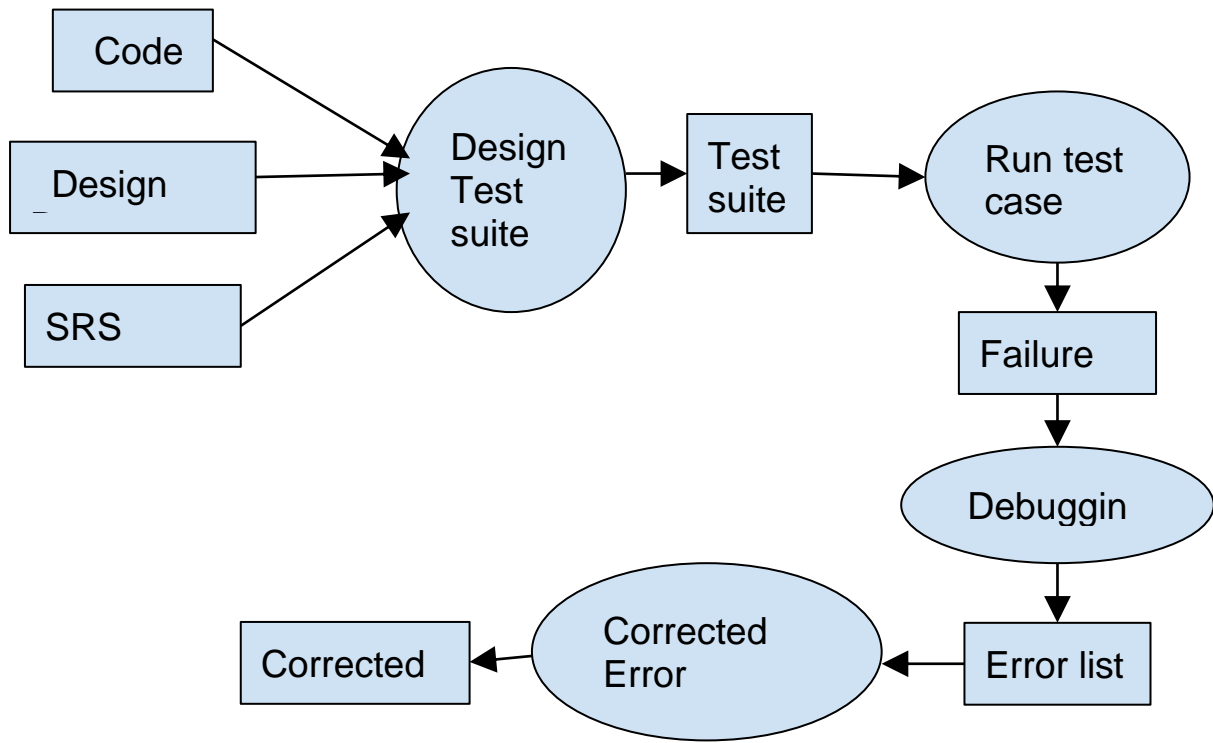 Code
Design
SRS
Design
Test
suite
Test
suite
Run test
case
Failure
Debuggin
Error list
Corrected
Error
Corrected